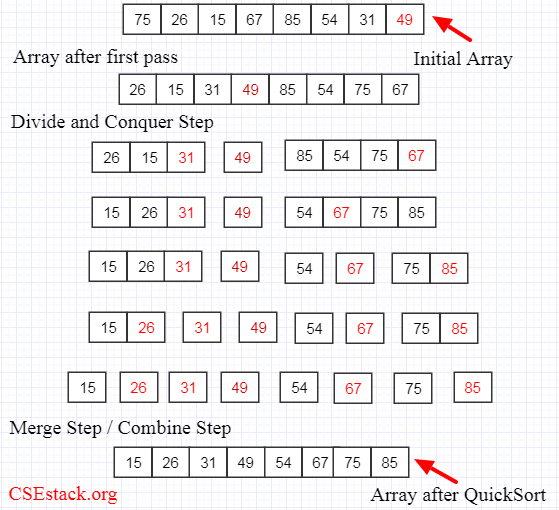 75 26 15 67 85 54 31 49
Array after first pass
Initial Array
26 15 31 49 85 54 75 67
Divide and Conquer Step
26 15 31 49 85 54 75 67
15 26 31 49 54 67 75 85
15 26 31 49 54 67 75 85
15 26 31 49 54 67 75 85
15 26 31 49 54 67 75 85
Merge Step / Combine Step
15 26 31 49 54 67 75 85
CSEstack.org
Array after QuickSort